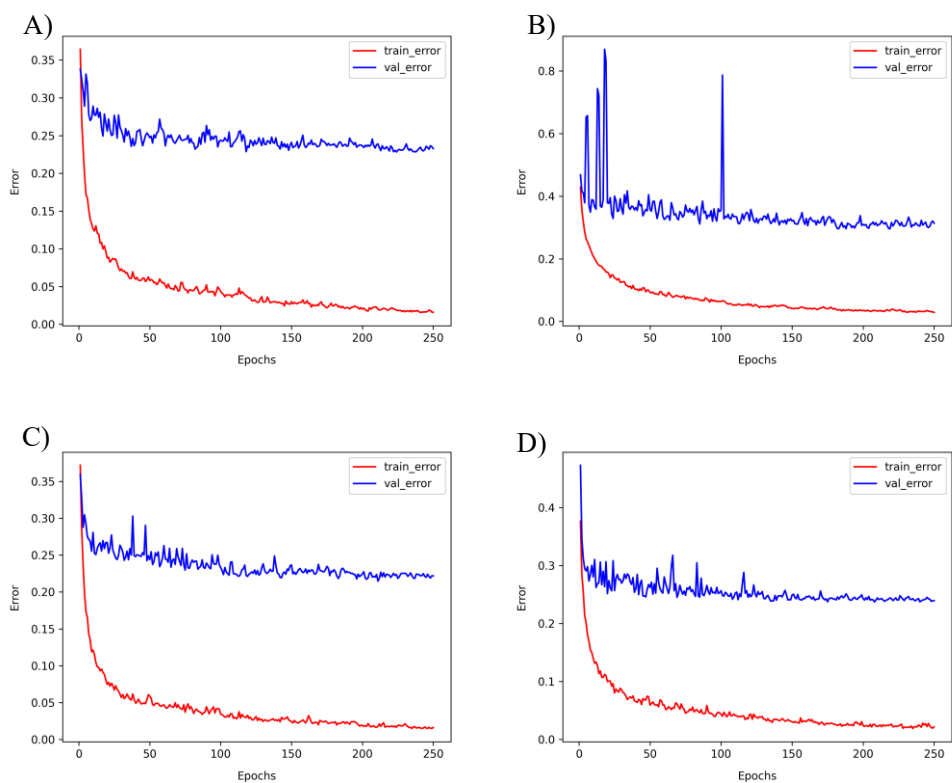 A)
train_error
val_error
0.35
0.30
0.25
0.20
0.15
0.10
0.05
0.00
Error
0
50
100
150
200
250
Epochs
B)
train_error
val_error
0.8
0.6
0.4
0.2
0.0
Error
0
50
100
150
200
250
Epochs
C)
train_error
val_error
0.35
0.30
0.25
0.20
0.15
0.10
0.05
0.00
Error
0
50
100
150
200
250
Epochs
D)
train_error
val_error
0.4
0.3
0.2
0.1
0.0
Error
0
50
100
150
200
250
Epochs